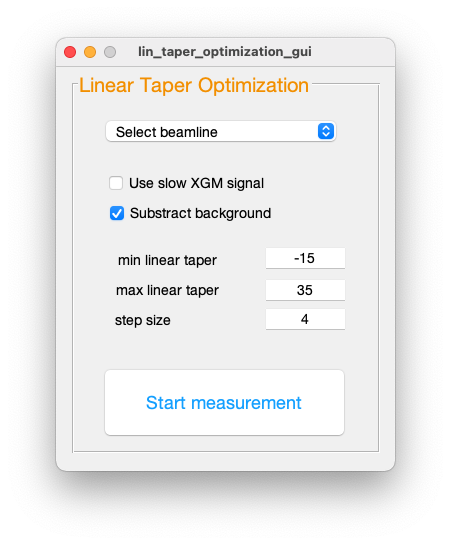 lin_taper_optimization_gui
Linear Taper Optimization
Select beamline
Use slow XGM signal
Substract background
min linear taper -15
max linear taper 35
step size 4
Start measurement